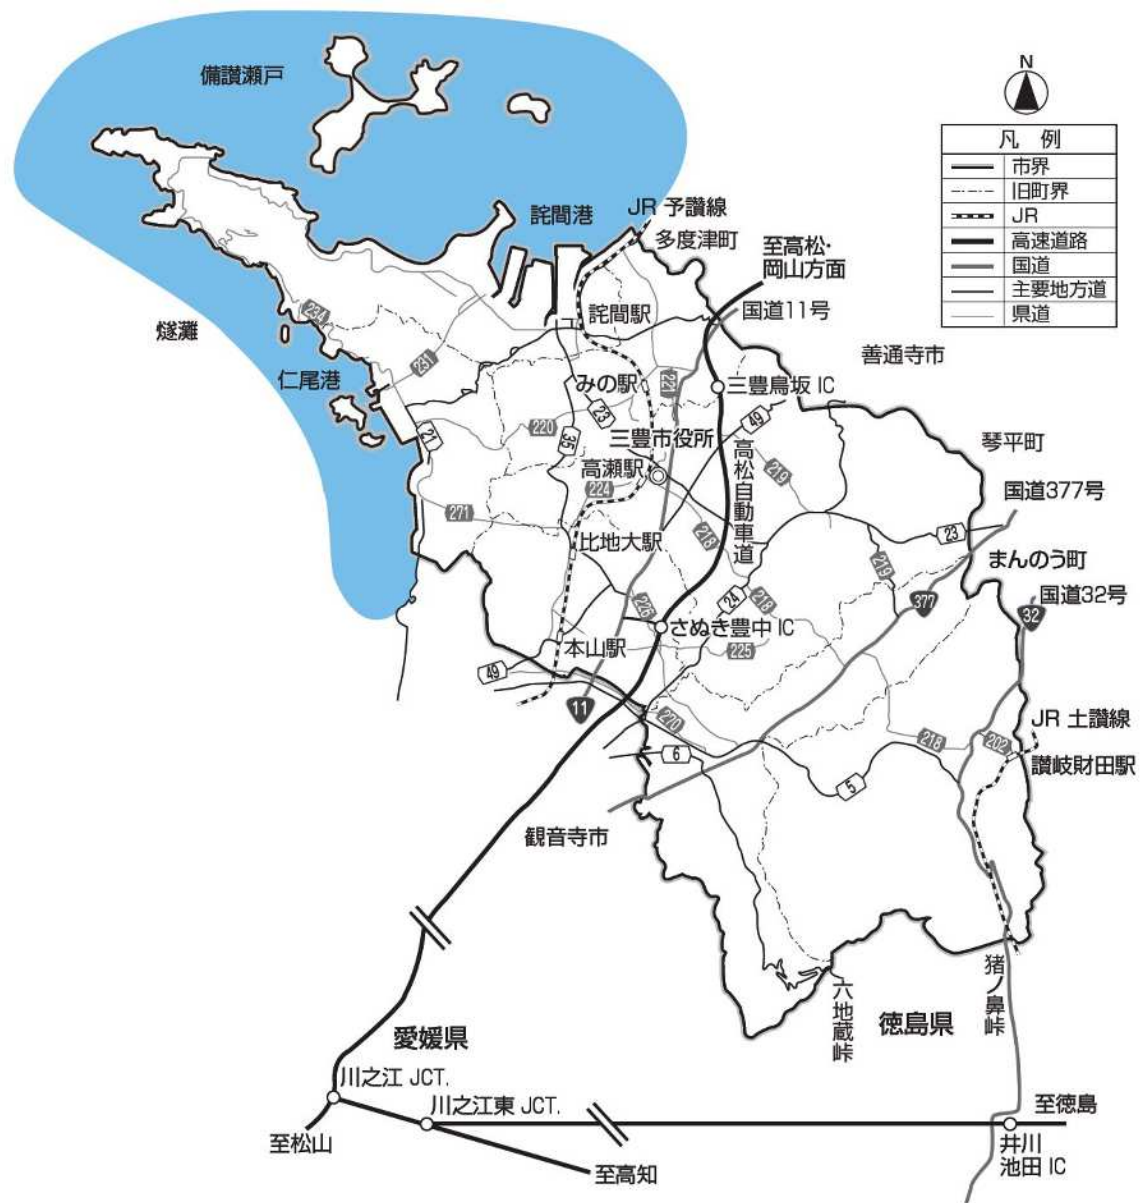 備讃瀬戸
N
凡 例
市界
旧町界
JR
高速道路
国道
主要地方道
県道
詫間港
JR 予讃線
多度津町
至高松・
岡山方面
国道11号
詫間駅
善通寺市
燧灘
234
231
仁尾港
みの駅
221
三豊鳥坂 IC
23
49
21
220
35
三豊市役所
高松自動車道
琴平町
高瀬駅
219
224
国道377号
271
218
比地大駅
23
まんのう町
219
国道32号
24
218
377
32
226
さぬき豊中 IC
本山駅
225
49
11
220
218
202
JR 土讃線
讃岐財田駅
6
5
観音寺市
猪ノ鼻峠
六地蔵峠
徳島県
愛媛県
川之江 JCT.
川之江東 JCT.
至徳島
至松山
井川
池田 IC
至高知